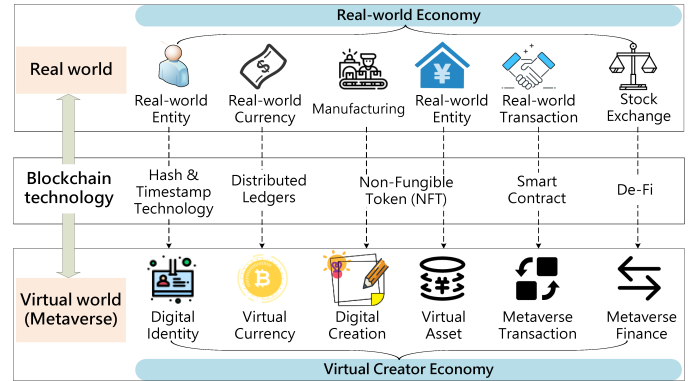 Real-world Economy
Real world
Real-world
Entity
Real-world
Currency
Manufacturing
Real-world
Entity
Real-world
Transaction
Stock
Exchange
Blockchain
technology
Hash &
Timestamp
Technology
Distributed
Ledgers
Non-Fungible
Token (NFT)
Smart
Contract
De-Fi
Virtual world
(Metaverse)
Digital
Identity
Virtual
Currency
Digital
Creation
Virtual
Asset
Metaverse
Transaction
Metaverse
Finance
Virtual Creator Economy